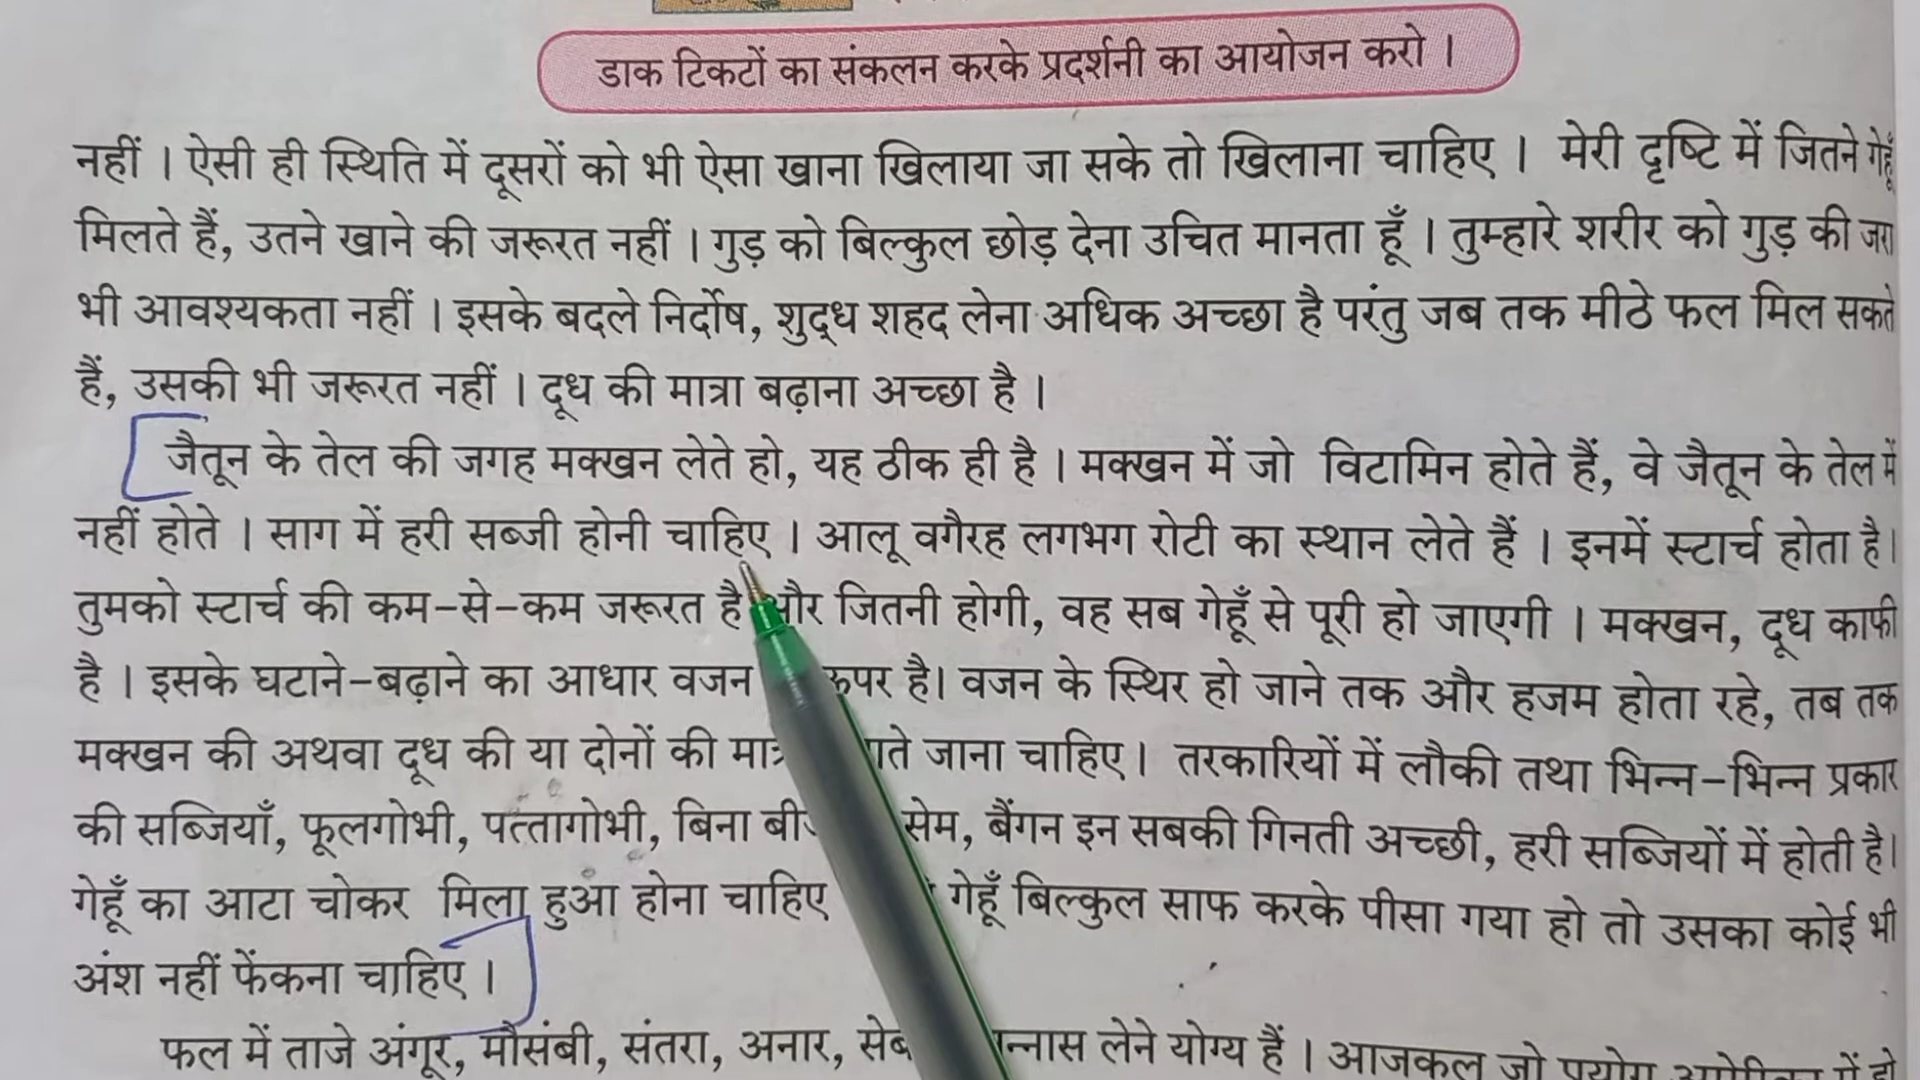 डाक टिकटों का संकलन करके प्रदर्शनी का आयोजन करो ।
नहीं । ऐसी ही स्थिति में दूसरों को भी ऐसा खाना खिलाया जा सके तो खिलाना चाहिए । मेरी दृष्टि में जितने गेहूँ
मिलते हैं, उतने खाने की जरूरत नहीं । गुड़ को बिल्कुल छोड़ देना उचित मानता हूँ । तुम्हारे शरीर को गुड़ की जरा
भी आवश्यकता नहीं । इसके बदले निर्दोष, शुद्ध शहद लेना अधिक अच्छा है परंतु जब तक मीठे फल मिल सकते
हैं, उसकी भी जरूरत नहीं । दूध की मात्रा बढ़ाना अच्छा है ।
जैतून के तेल की जगह मक्खन लेते हो, यह ठीक ही है । मक्खन में जो विटामिन होते हैं, वे जैतून के तेल में
नहीं होते । साग में हरी सब्जी होनी चाहिए । आलू वगैरह लगभग रोटी का स्थान लेते हैं । इनमें स्टार्च होता है।
तुमको स्टार्च की कम-से-कम जरूरत है और जितनी होगी, वह सब गेहूँ से पूरी हो जाएगी । मक्खन, दूध काफी
है । इसके घटाने-बढ़ाने का आधार वजन ऊपर है। वजन के स्थिर हो जाने तक और हजम होता रहे, तब तक
मक्खन की अथवा दूध की या दोनों की जाना चाहिए। तरकारियों में लौकी तथा भिन्न-भिन्न प्रकार
की सब्जियाँ, फूलगोभी, पत्तागोभी, बिना सेम, बैंगन इन सबकी गिनती अच्छी, हरी सब्जियों में होती है।
गेहूँ का आटा चोकर मिला हुआ होना चाहिए गेहूँ बिल्कुल साफ करके पीसा गया हो तो उसका कोई भी
अंश नहीं फेंकना चाहिए ।
फल में ताजे अंगूर, मौसंबी, संतरा, अनार, सेब लेने योग्य हैं । आजकल जो प्रयोग